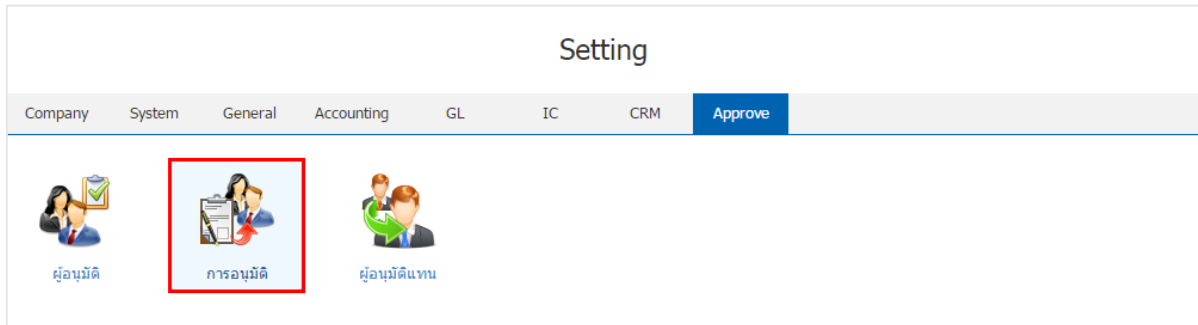 Setting
Company System General Accounting GL IC CRM Approve
ผู้อนุมัติ การอนุมัติ ผู้อนุมัติแทน